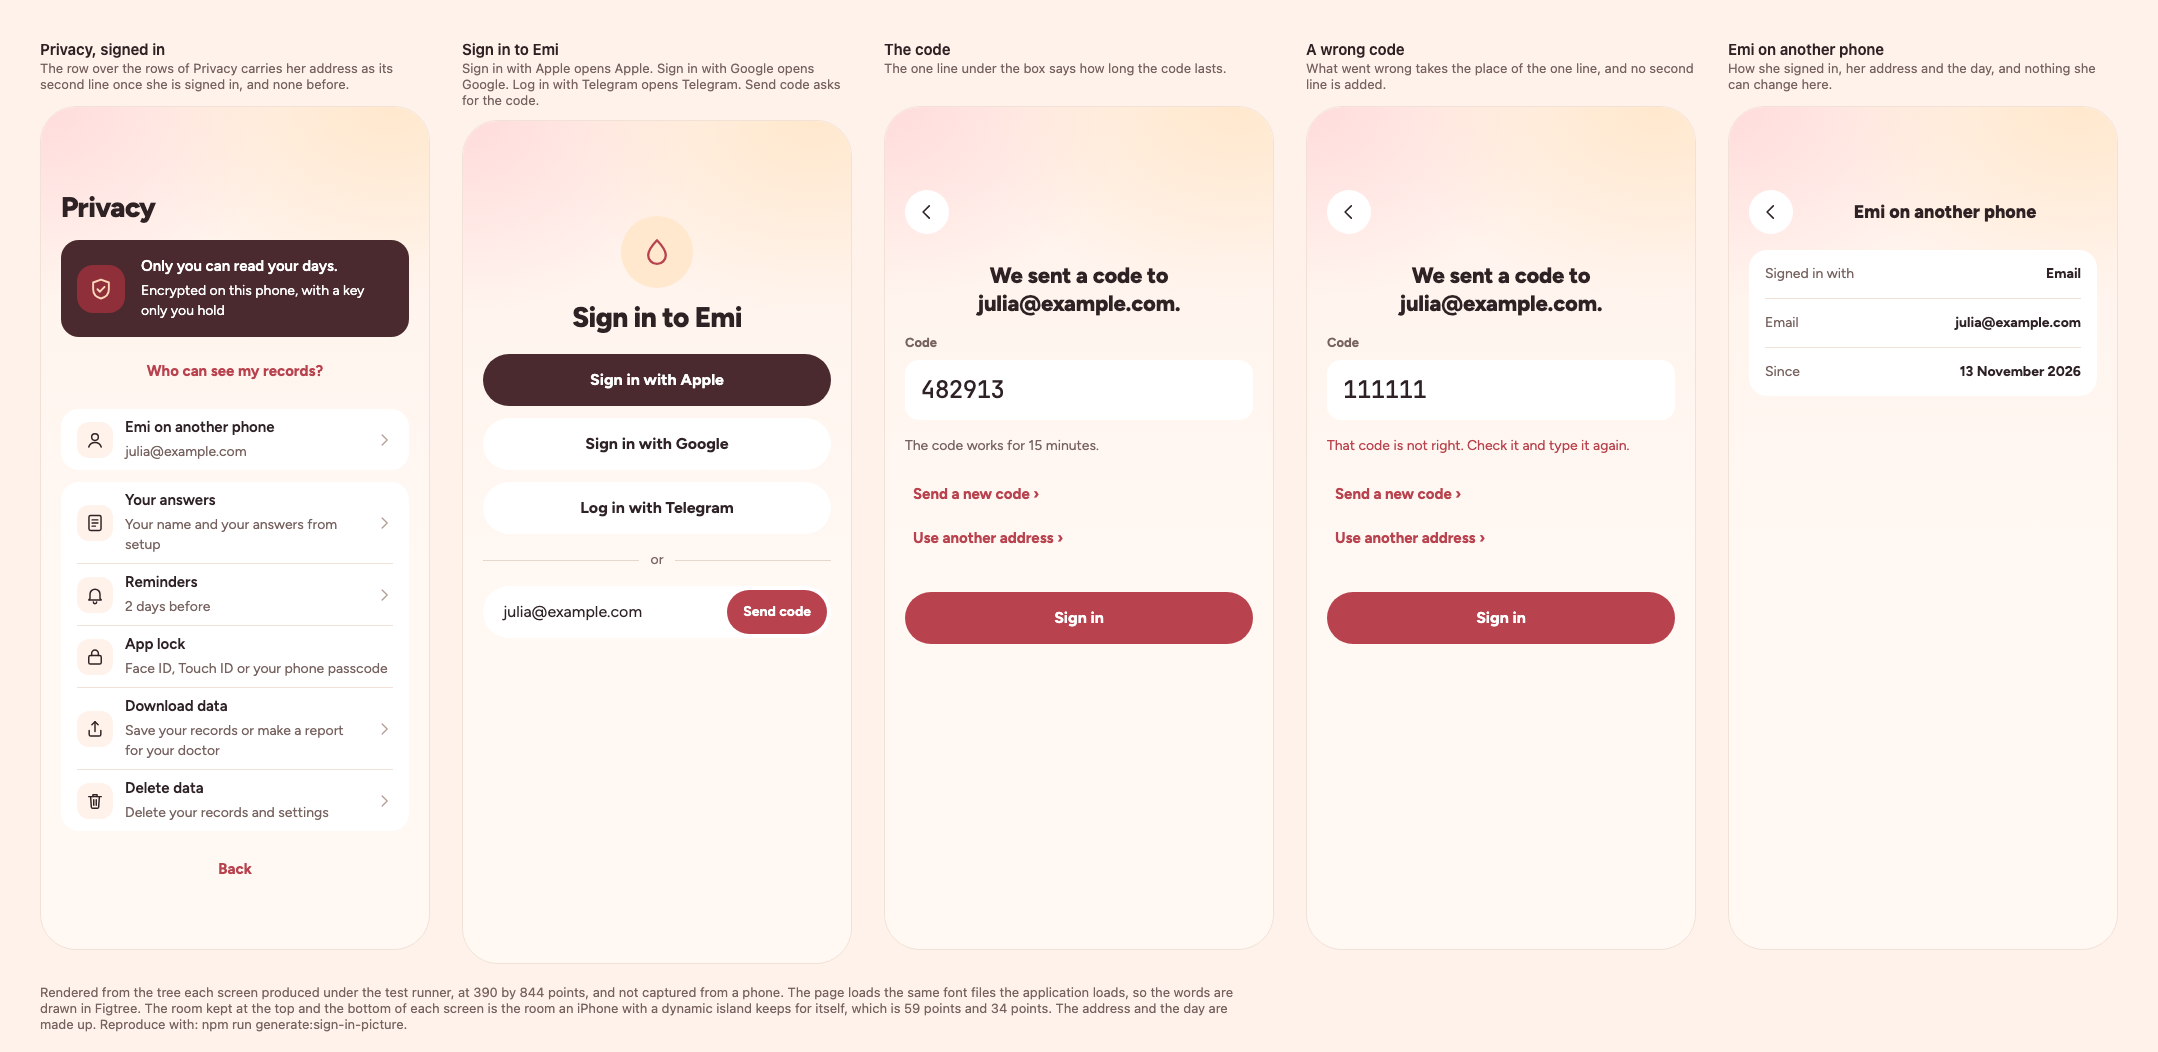 Privacy, signed in
The row over the rows of Privacy carries her address as its
second line once she is signed in, and none before.
Privacy
Only you can read your days.
Encrypted on this phone, with a key
only you hold
Who can see my records?
Emi on another phone
julia@example.com
Your answers
Your name and your answers from
setup
Reminders
2 days before
App lock
Face ID, Touch ID or your phone passcode
Download data
Save your records or make a report
for your doctor
Delete data
Delete your records and settings
Back
Sign in to Emi
Sign in with Apple opens Apple. Sign in with Google opens
Google. Log in with Telegram opens Telegram. Send code asks
for the code.
Sign in to Emi
Sign in with Apple
Sign in with Google
Log in with Telegram
or
julia@example.com
Send code
The code
The one line under the box says how long the code lasts.
We sent a code to
julia@example.com.
Code
482913
The code works for 15 minutes.
Send a new code ›
Use another address ›
Sign in
A wrong code
What went wrong takes the place of the one line, and no second
line is added.
We sent a code to
julia@example.com.
Code
111111
That code is not right. Check it and type it again.
Send a new code ›
Use another address ›
Sign in
Emi on another phone
How she signed in, her address and the day, and nothing she
can change here.
Emi on another phone
Signed in with Email
Email julia@example.com
Since 13 November 2026
Rendered from the tree each screen produced under the test runner, at 390 by 844 points, and not captured from a phone. The page loads the same font files the application loads, so the words are
drawn in Figtree. The room kept at the top and the bottom of each screen is the room an iPhone with a dynamic island keeps for itself, which is 59 points and 34 points. The address and the day are
made up. Reproduce with: npm run generate:sign-in-picture.